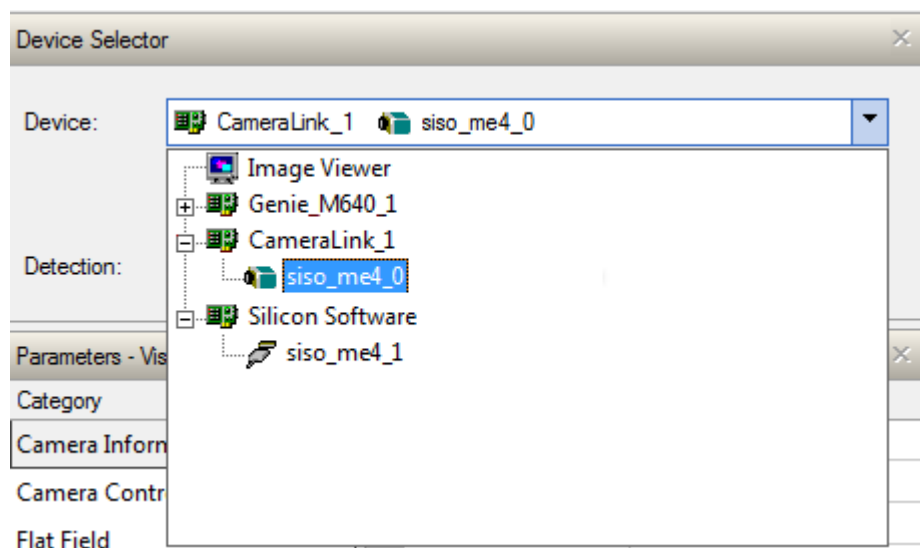 Device Selector
Device: CameraLink_1 siso_me4_0
Image Viewer
Genie_M640_1
CameraLink_1
Detection:
siso_me4_0
Silicon Software
Parameters - Vis
siso_me4_1
Category
Camera Inforn
Camera Contr
Flat Field